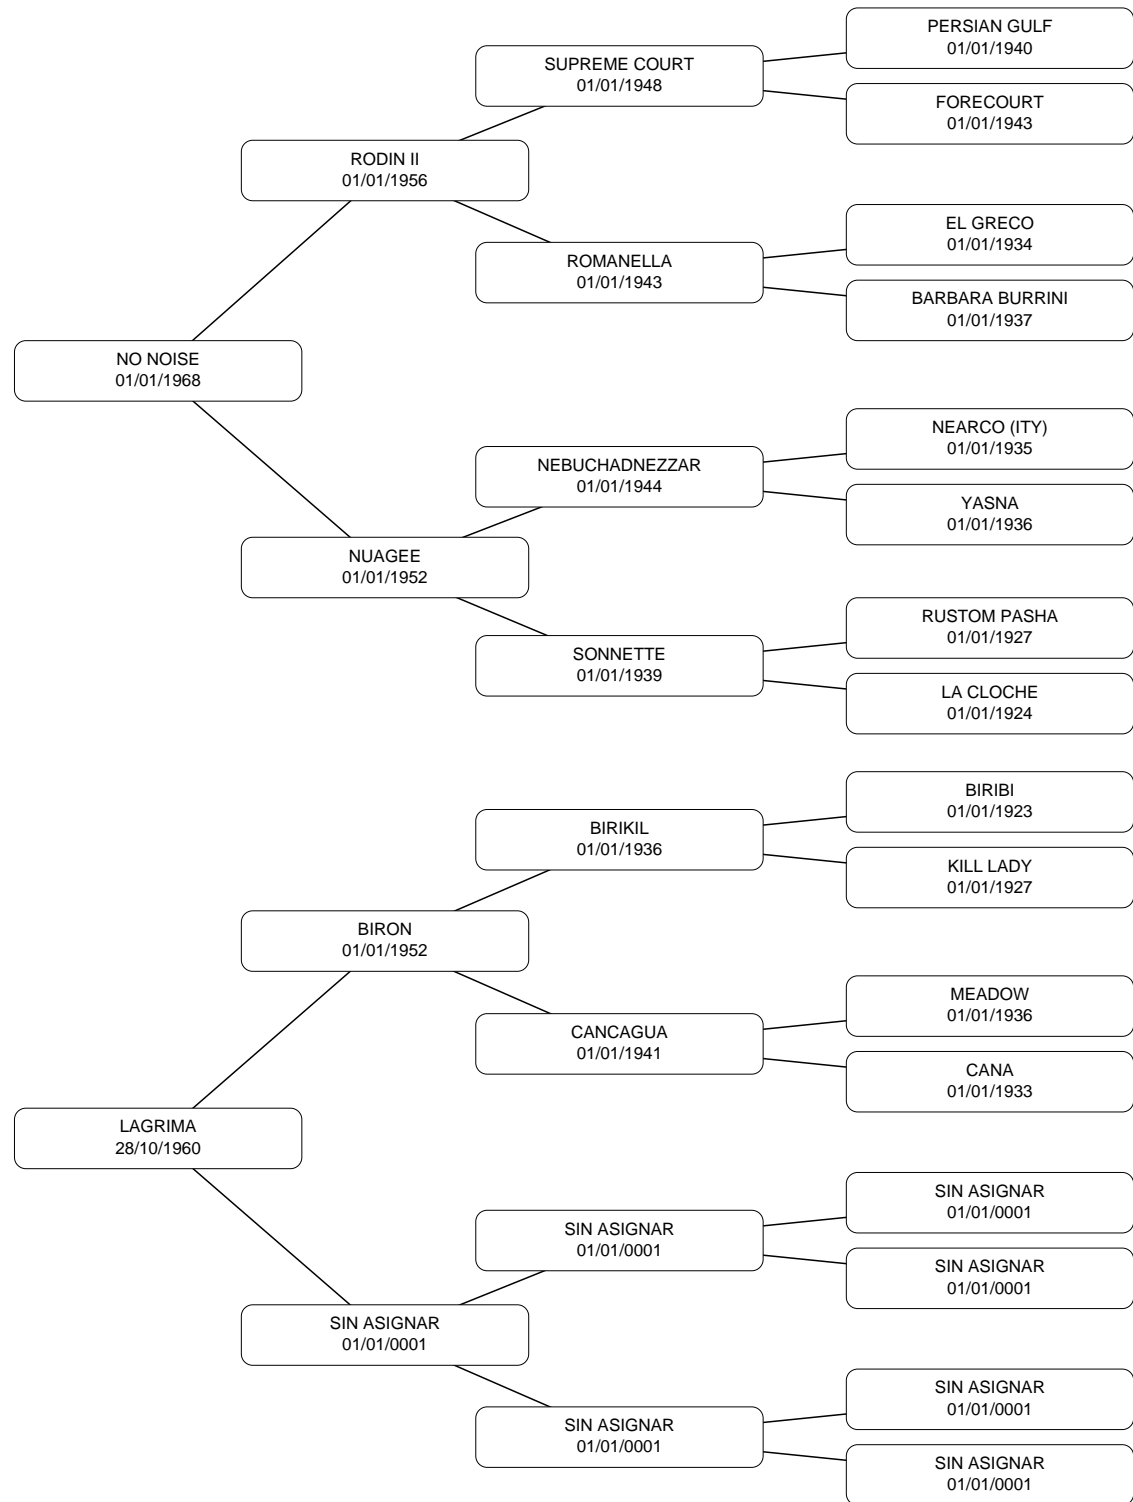 PERSIAN GULF
01/01/1940
SUPREME COURT
01/01/1948
FORECOURT
01/01/1943
RODIN II
01/01/1956
EL GRECO
01/01/1934
ROMANELLA
01/01/1943
BARBARA BURRINI
01/01/1937
NO NOISE
01/01/1968
NEARCO (ITY)
01/01/1935
NEBUCHADNEZZAR
01/01/1944
YASNA
01/01/1936
NUAGEE
01/01/1952
RUSTOM PASHA
01/01/1927
SONNETTE
01/01/1939
LA CLOCHE
01/01/1924
BIRIBI
01/01/1923
BIRIKIL
01/01/1936
KILL LADY
01/01/1927
BIRON
01/01/1952
MEADOW
01/01/1936
CANCAGUA
01/01/1941
CANA
01/01/1933
LAGRIMA
28/10/1960
SIN ASIGNAR
01/01/0001
SIN ASIGNAR
01/01/0001
SIN ASIGNAR
01/01/0001
SIN ASIGNAR
01/01/0001
SIN ASIGNAR
01/01/0001
SIN ASIGNAR
01/01/0001
SIN ASIGNAR
01/01/0001